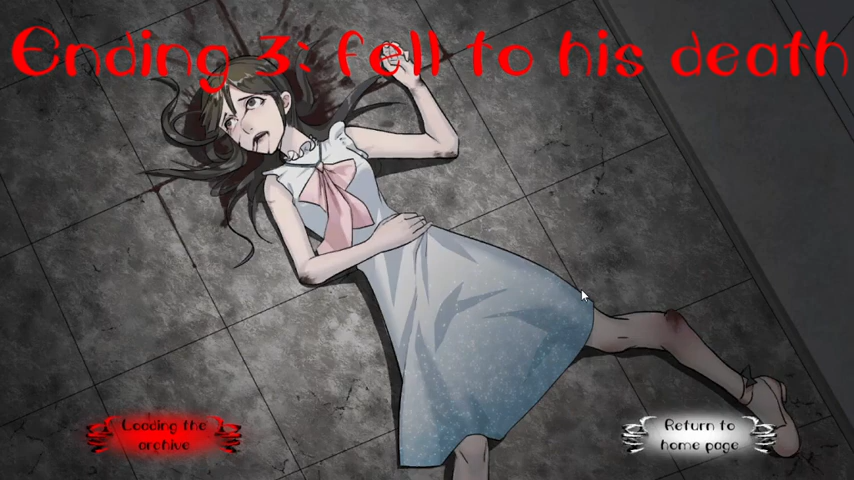 Ending 3: fell to his death
Loading the
archive
Return to
home page